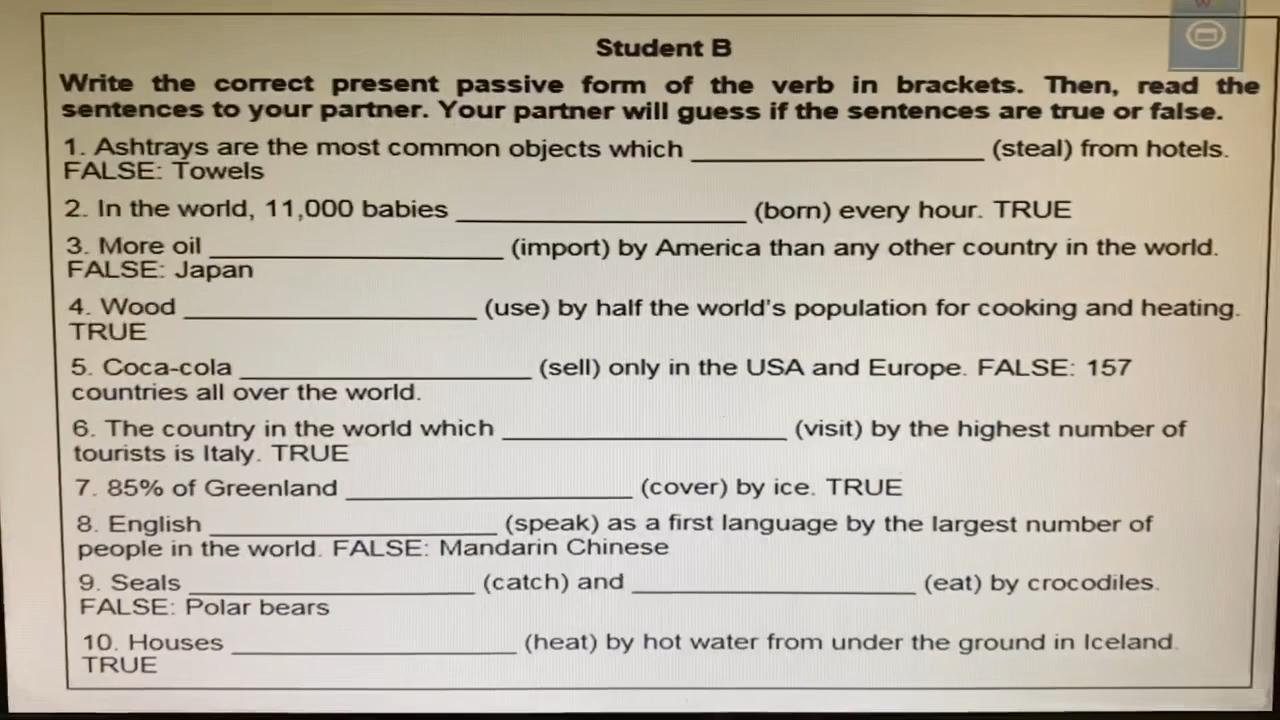 Student B
Write the correct present passive form of the verb in brackets. Then, read the
sentences to your partner. Your partner will guess if the sentences are true or false.
1. Ashtrays are the most common objects which ____________________ (steal) from hotels.
FALSE: Towels
2. In the world, 11,000 babies ____________________ (born) every hour. TRUE
3. More oil ____________________ (import) by America than any other country in the world.
FALSE: Japan
4. Wood ____________________ (use) by half the world's population for cooking and heating.
TRUE
5. Coca-cola ____________________ (sell) only in the USA and Europe. FALSE: 157
countries all over the world.
6. The country in the world which ____________________ (visit) by the highest number of
tourists is Italy. TRUE
7. 85% of Greenland ____________________ (cover) by ice. TRUE
8. English ____________________ (speak) as a first language by the largest number of
people in the world. FALSE: Mandarin Chinese
9. Seals ____________________ (catch) and ____________________ (eat) by crocodiles.
FALSE: Polar bears
10. Houses ____________________ (heat) by hot water from under the ground in Iceland.
TRUE